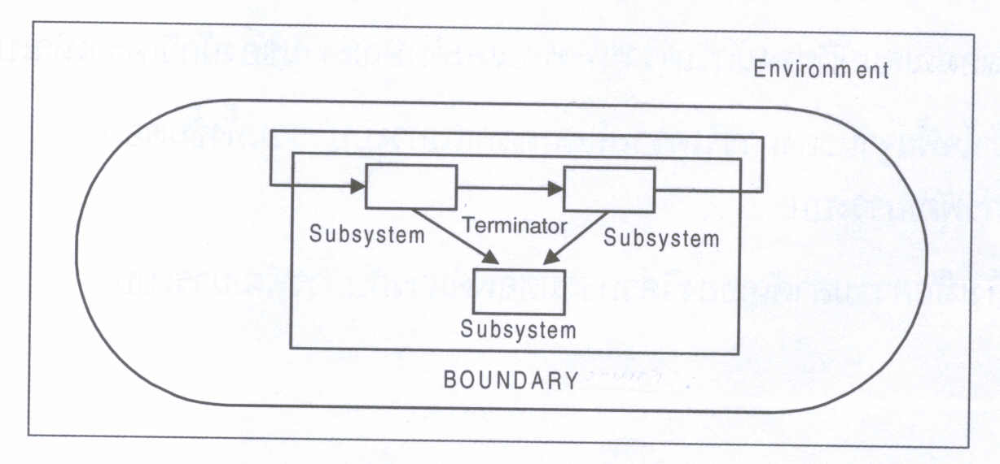 Environment
Terminator
Subsystem
Subsystem
Subsystem
BOUNDARY